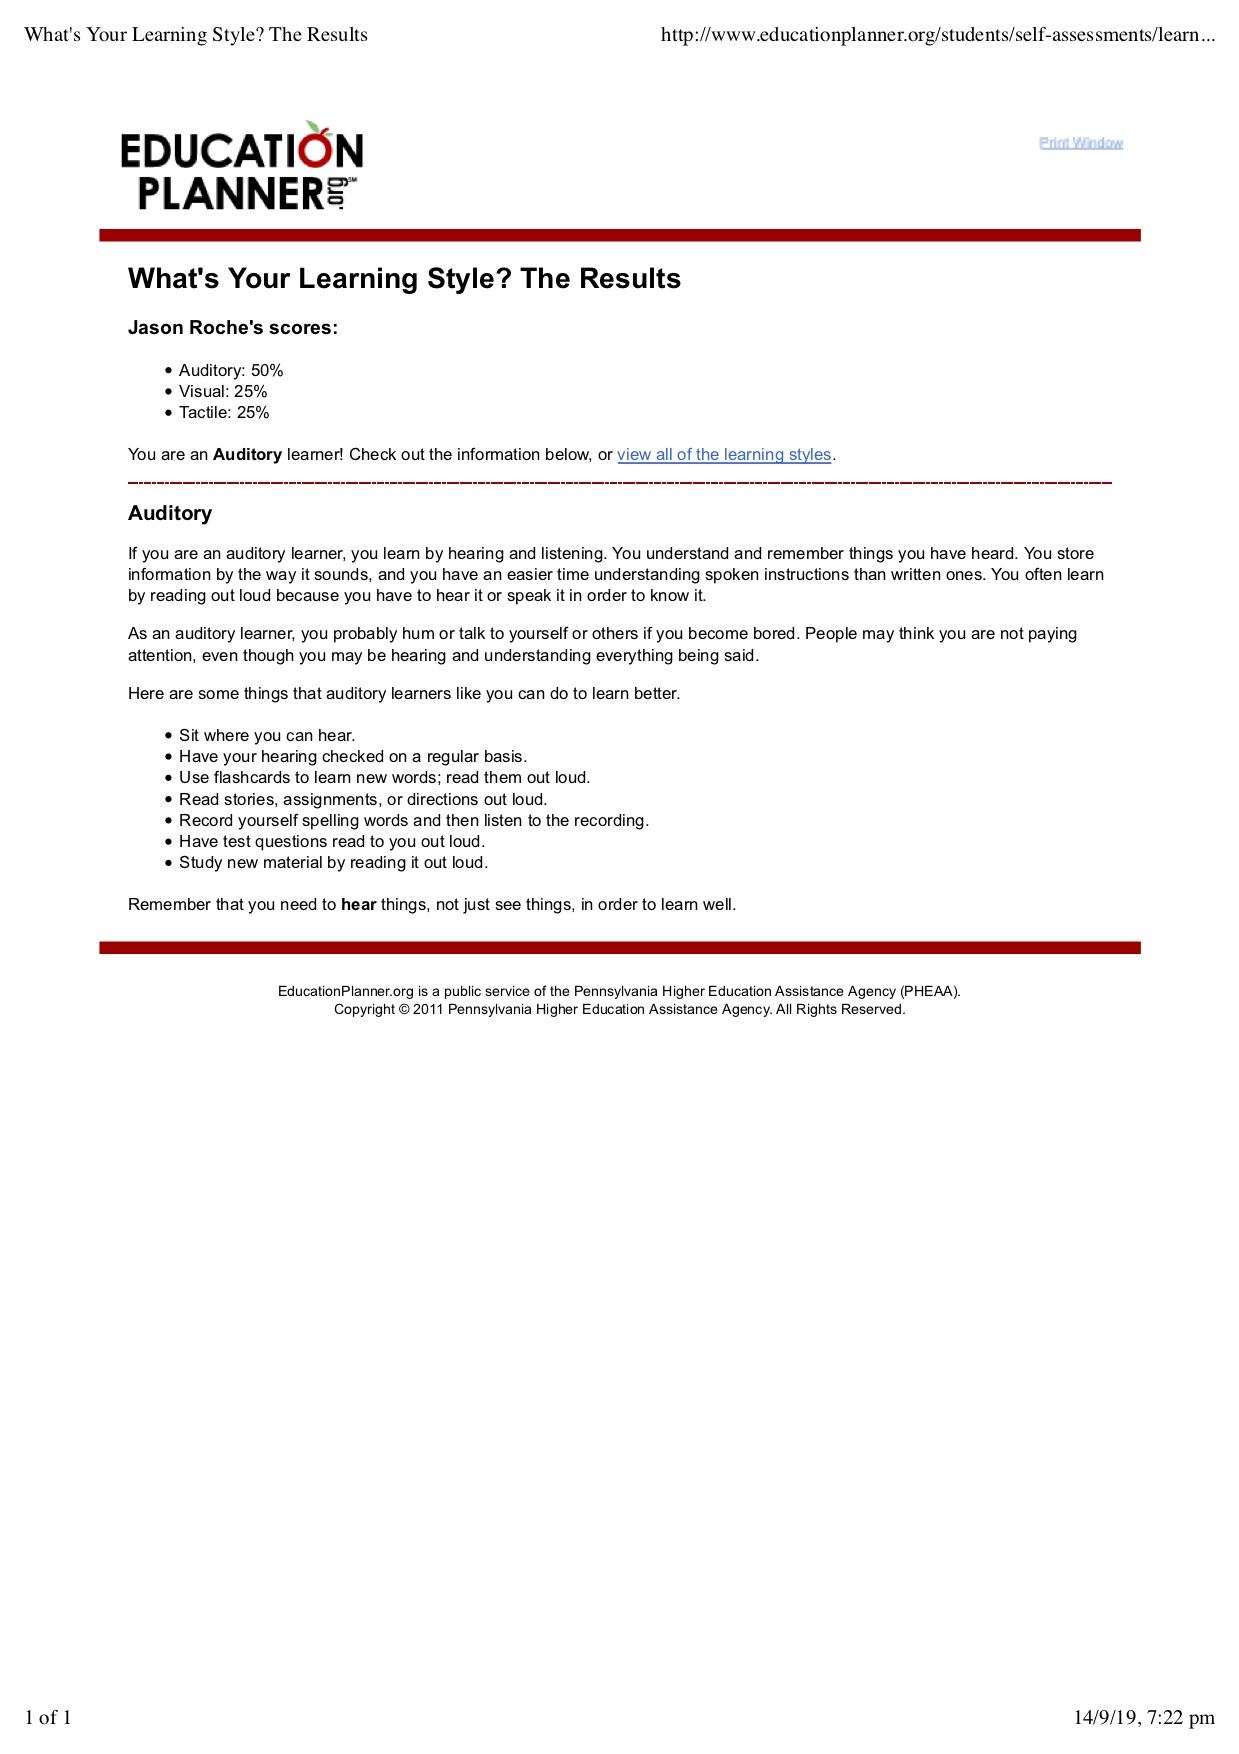 What's Your Learning Style? The Results
http://www.educationplanner.org/students/self-assessments/learn...
EDUCATION
PLANNER.org℠
Print Window
What's Your Learning Style? The Results
Jason Roche's scores:
• Auditory: 50%
• Visual: 25%
• Tactile: 25%
You are an Auditory learner! Check out the information below, or view all of the learning styles.
Auditory
If you are an auditory learner, you learn by hearing and listening. You understand and remember things you have heard. You store
information by the way it sounds, and you have an easier time understanding spoken instructions than written ones. You often learn
by reading out loud because you have to hear it or speak it in order to know it.
As an auditory learner, you probably hum or talk to yourself or others if you become bored. People may think you are not paying
attention, even though you may be hearing and understanding everything being said.
Here are some things that auditory learners like you can do to learn better.
• Sit where you can hear.
• Have your hearing checked on a regular basis.
• Use flashcards to learn new words; read them out loud.
• Read stories, assignments, or directions out loud.
• Record yourself spelling words and then listen to the recording.
• Have test questions read to you out loud.
• Study new material by reading it out loud.
Remember that you need to hear things, not just see things, in order to learn well.
EducationPlanner.org is a public service of the Pennsylvania Higher Education Assistance Agency (PHEAA).
Copyright © 2011 Pennsylvania Higher Education Assistance Agency. All Rights Reserved.
1 of 1
14/9/19, 7:22 pm